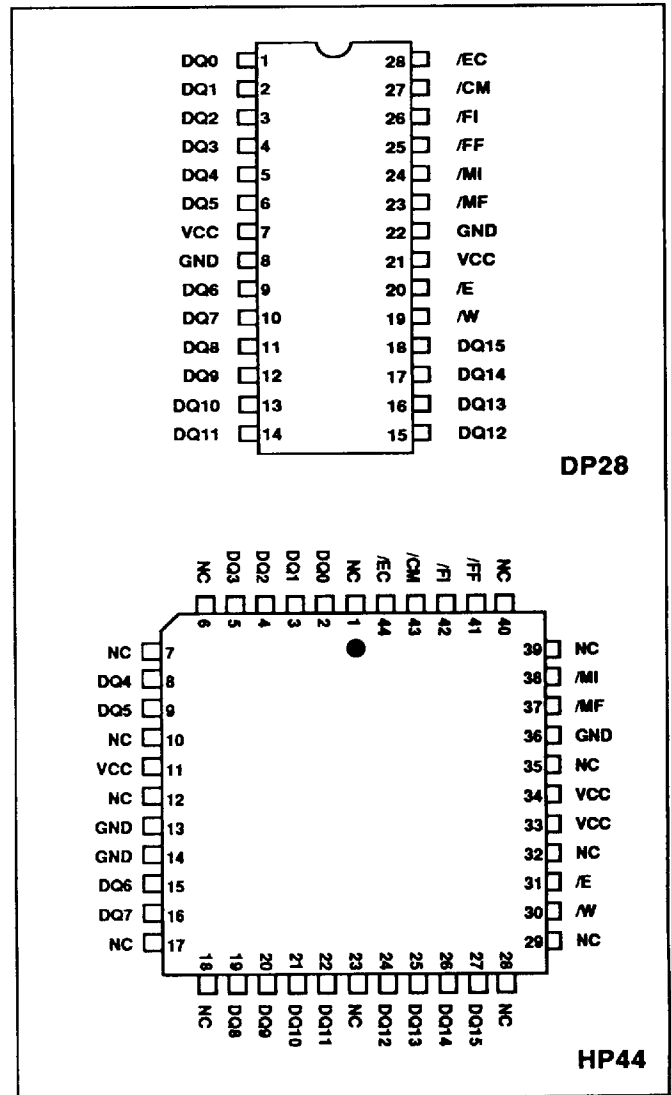 DQ0 1 28 /EC
DQ1 2 27 /CM
DQ2 3 26 /FI
DQ3 4 25 /FF
DQ4 5 24 /MI
DQ5 6 23 /MF
VCC 7 22 GND
GND 8 21 VCC
DQ6 9 20 /E
DQ7 10 19 /W
DQ8 11 18 DQ15
DQ9 12 17 DQ14
DQ10 13 16 DQ13
DQ11 14 15 DQ12
DP28
NC DQ3 DQ2 DQ1 DQ0 NC /EC /CM /FI /FF NC
6 5 4 3 2 1 44 43 42 41 40
NC 7 39 NC
DQ4 8 38 /MI
DQ5 9 37 /MF
NC 10 36 GND
VCC 11 35 NC
NC 12 34 VCC
GND 13 33 VCC
GND 14 32 NC
DQ6 15 31 /E
DQ7 16 30 /W
NC 17 29 NC
18 19 20 21 22 23 24 25 26 27 28
NC DQ8 DQ9 DQ10 DQ11 NC DQ12 DQ13 DQ14 DQ15 NC
HP44